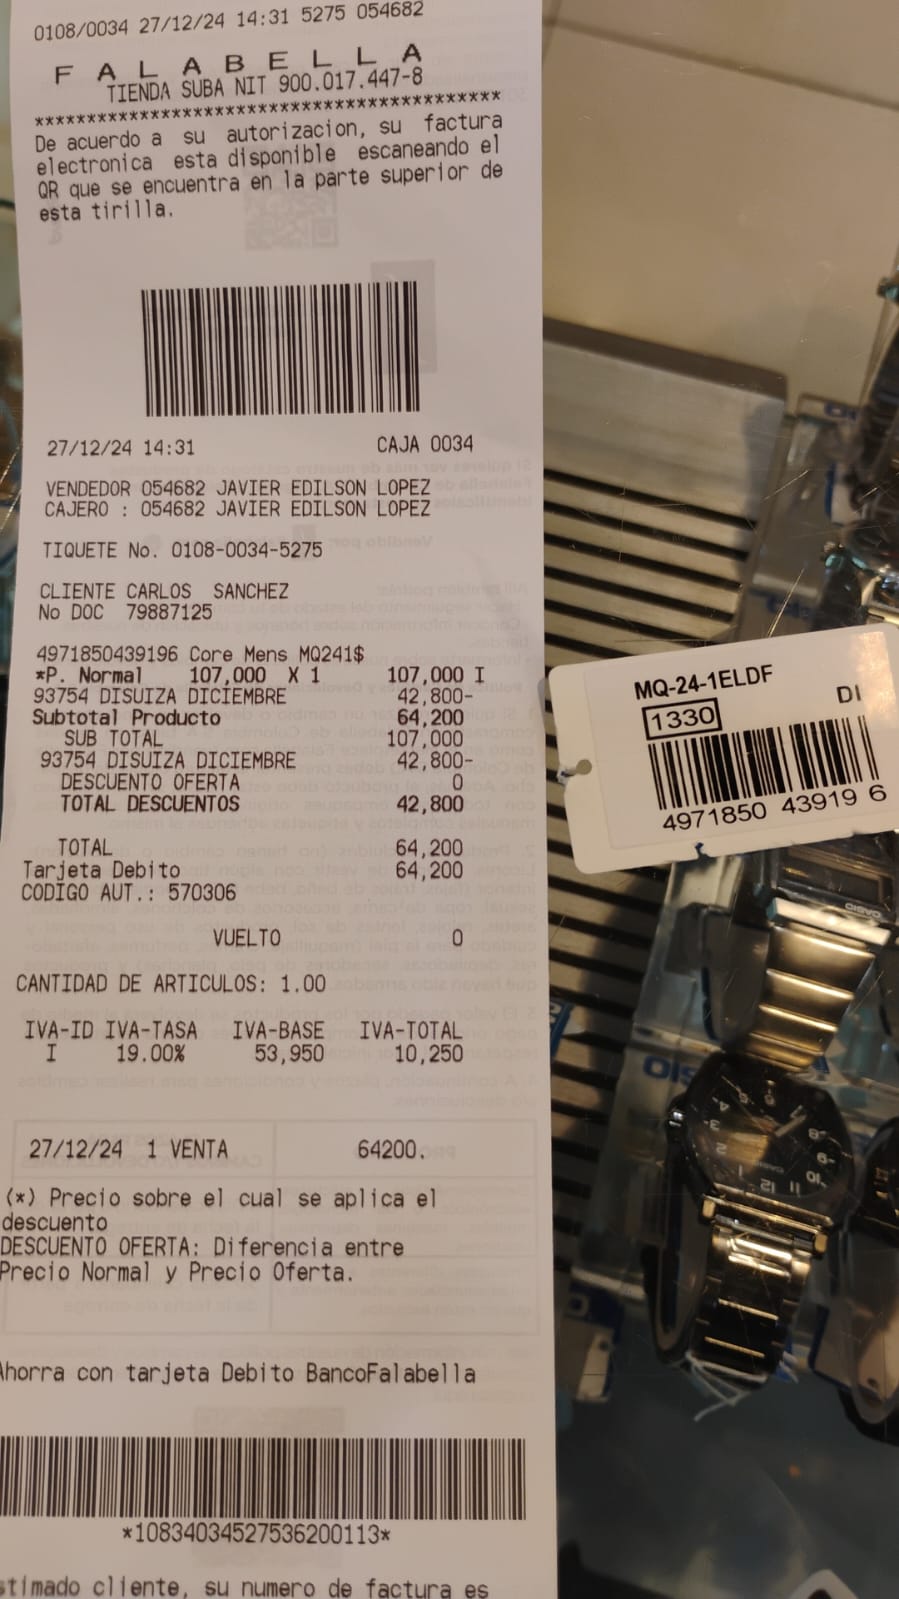 0108/0034 27/12/24 14:31 5275 054682
F A L A B E L L A
TIENDA SUBA NIT 900.017.447-8
******************************************
De acuerdo a su autorizacion, su factura
electronica esta disponible escaneando el
QR que se encuentra en la parte superior de
esta tirilla.
27/12/24 14:31 CAJA 0034
VENDEDOR 054682 JAVIER EDILSON LOPEZ
CAJERO : 054682 JAVIER EDILSON LOPEZ
TIQUETE No. 0108-0034-5275
CLIENTE CARLOS SANCHEZ
No DOC 79887125
4971850439196 Core Mens MQ241$
*P. Normal 107,000 X 1 107,000 I
93754 DISUIZA DICIEMBRE 42,800-
Subtotal Producto 64,200
SUB TOTAL 107,000
93754 DISUIZA DICIEMBRE 42,800-
DESCUENTO OFERTA 0
TOTAL DESCUENTOS 42,800
TOTAL 64,200
Tarjeta Debito 64,200
CODIGO AUT.: 570306
VUELTO 0
CANTIDAD DE ARTICULOS: 1.00
IVA-ID IVA-TASA IVA-BASE IVA-TOTAL
I 19.00% 53,950 10,250
27/12/24 1 VENTA 64200.
(*) Precio sobre el cual se aplica el
descuento
DESCUENTO OFERTA: Diferencia entre
Precio Normal y Precio Oferta.
Ahorra con tarjeta Debito BancoFalabella
*10834034527536200113*
stimado cliente, su numero de factura es
MQ-24-1ELDF
1330 DI
4971850 43919 6
CASIO